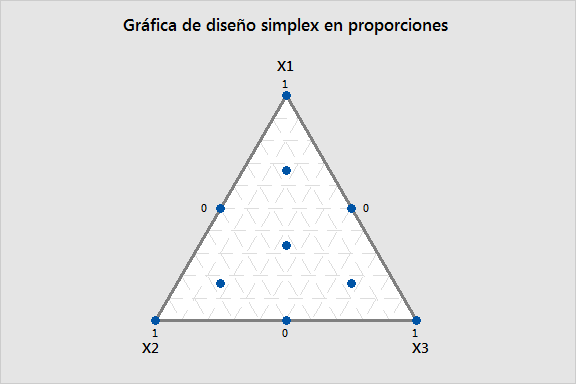 Gráfica de diseño simplex en proporciones
X1
1
0
0
1
0
1
X2
X3